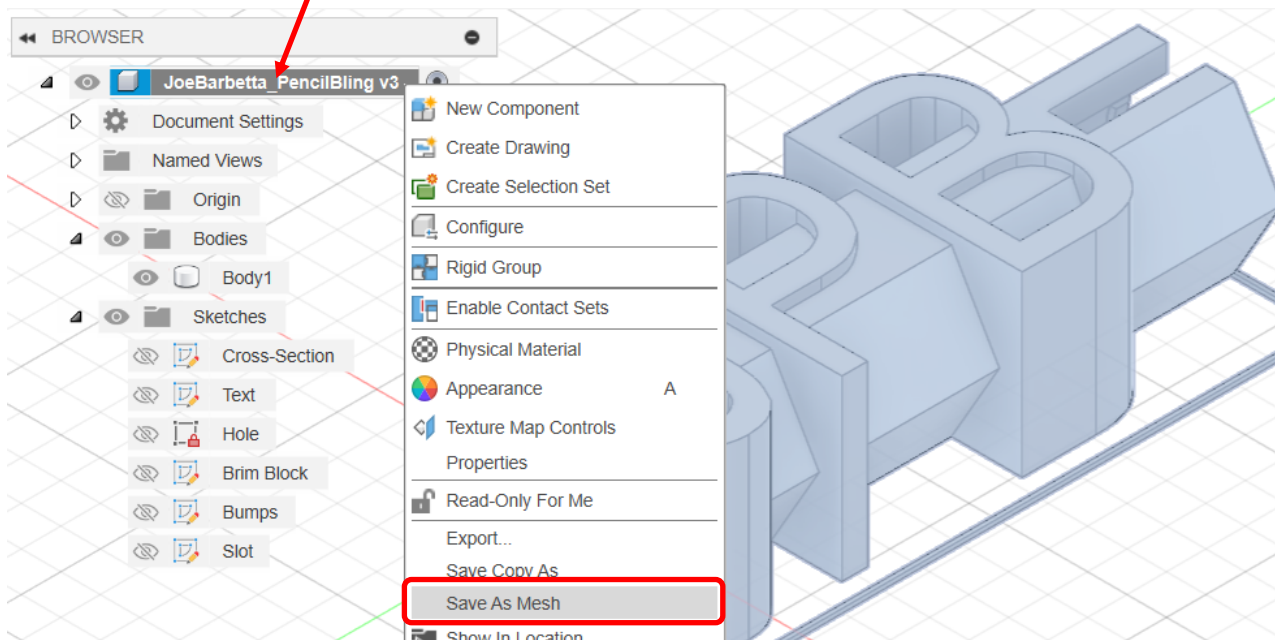 BROWSER
JoeBarbetta_PencilBling v3
Document Settings
Named Views
Origin
Bodies
Body1
Sketches
Cross-Section
Text
Hole
Brim Block
Bumps
Slot
New Component
Create Drawing
Create Selection Set
Configure
Rigid Group
Enable Contact Sets
Physical Material
Appearance A
Texture Map Controls
Properties
Read-Only For Me
Export...
Save Copy As
Save As Mesh
Show In Location